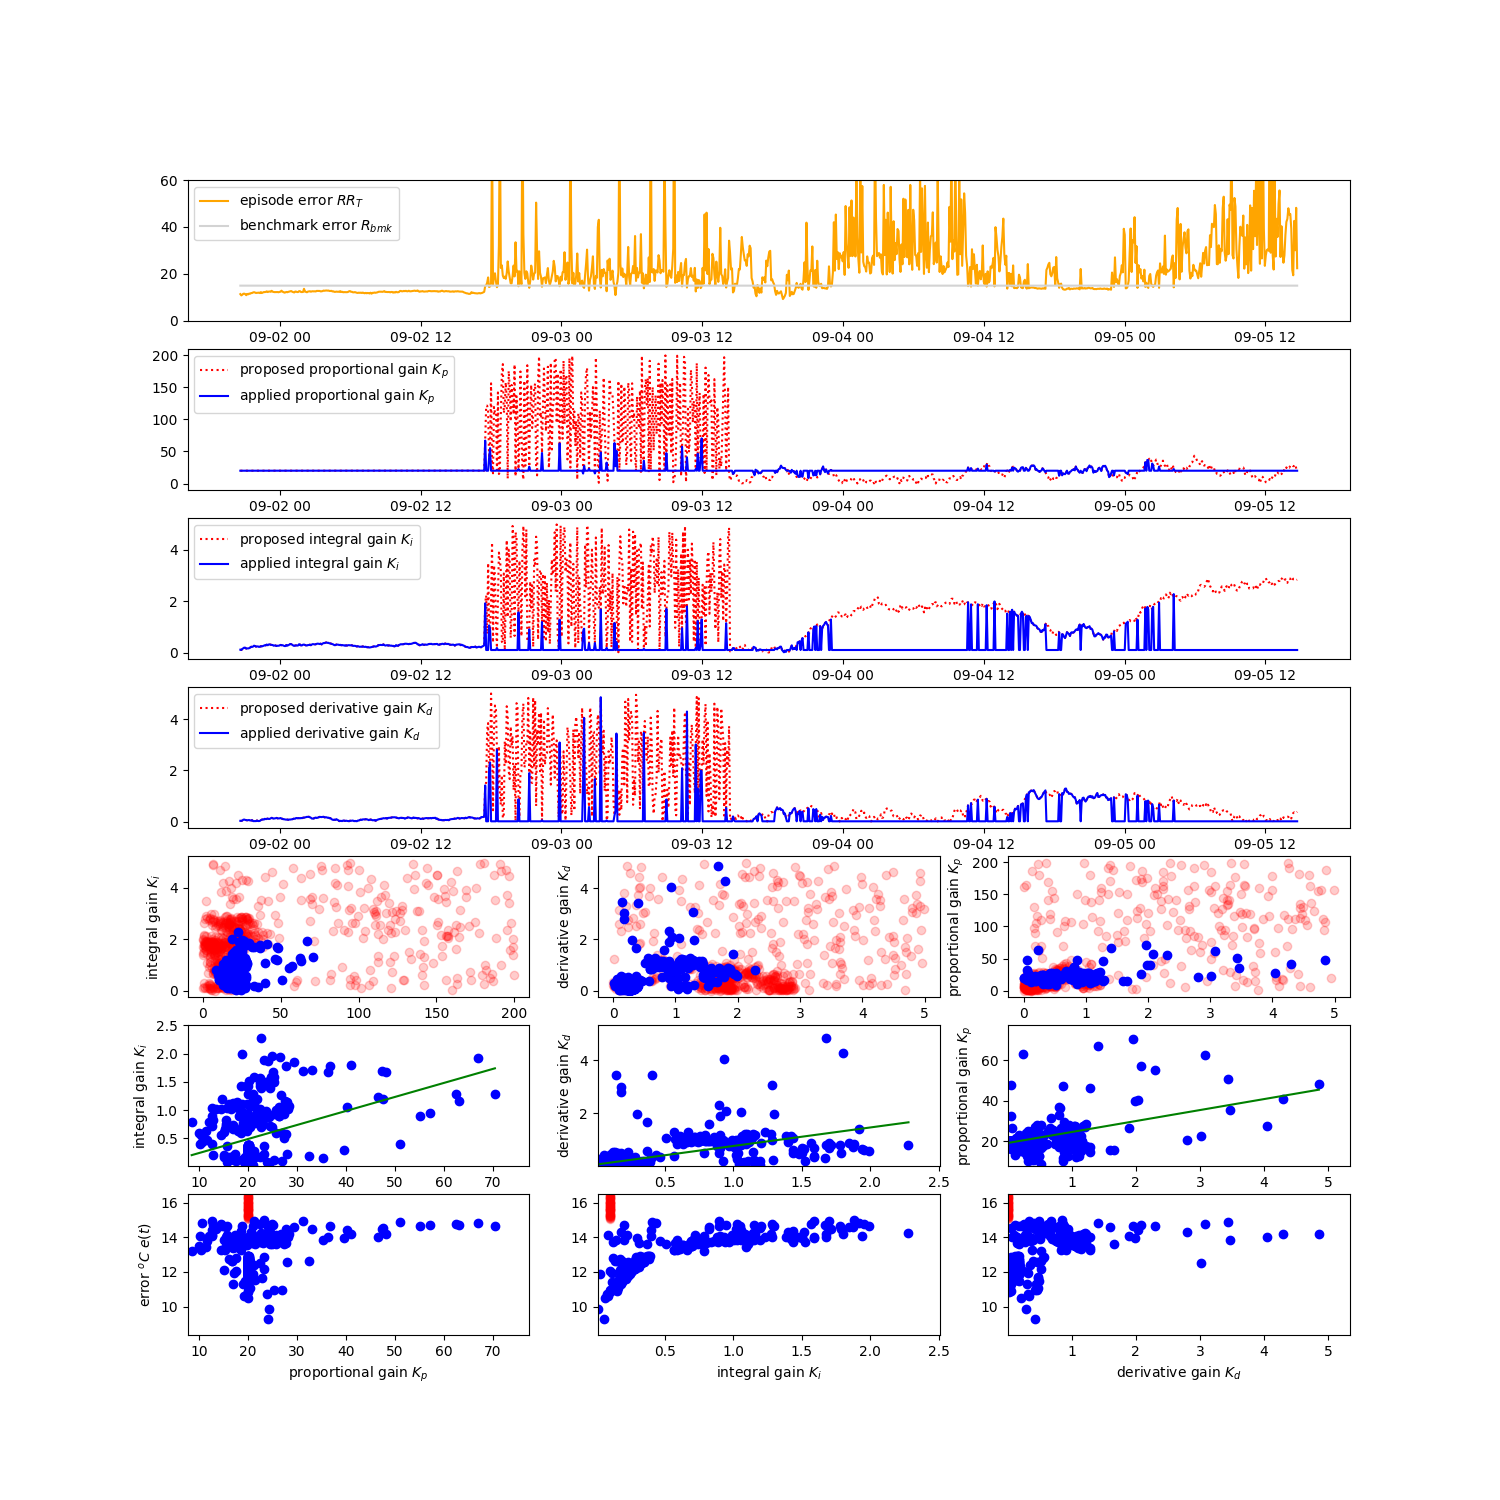 60
40
20
0
episode error RR_T
benchmark error R_bmk
09-02 00 09-02 12 09-03 00 09-03 12 09-04 00 09-04 12 09-05 00 09-05 12
200
150
100
50
0
proposed proportional gain K_p
applied proportional gain K_p
09-02 00 09-02 12 09-03 00 09-03 12 09-04 00 09-04 12 09-05 00 09-05 12
4
2
0
proposed integral gain K_i
applied integral gain K_i
09-02 00 09-02 12 09-03 00 09-03 12 09-04 00 09-04 12 09-05 00 09-05 12
4
2
0
proposed derivative gain K_d
applied derivative gain K_d
09-02 00 09-02 12 09-03 00 09-03 12 09-04 00 09-04 12 09-05 00 09-05 12
integral gain K_i
4
2
0
0 50 100 150 200
derivative gain K_d
4
2
0
0 1 2 3 4 5
proportional gain K_p
200
150
100
50
0
0 1 2 3 4 5
integral gain K_i
2.5
2.0
1.5
1.0
0.5
10 20 30 40 50 60 70
derivative gain K_d
4
2
0.5 1.0 1.5 2.0 2.5
proportional gain K_p
60
40
20
1 2 3 4 5
error °C e(t)
16
14
12
10
10 20 30 40 50 60 70
proportional gain K_p
16
14
12
10
0.5 1.0 1.5 2.0 2.5
integral gain K_i
16
14
12
10
1 2 3 4 5
derivative gain K_d